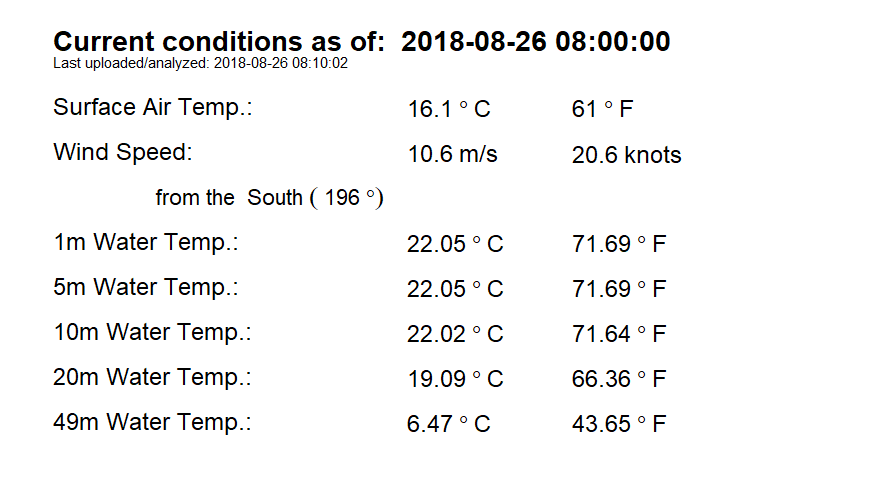 Current conditions as of: 2018-08-26 08:00:00
Last uploaded/analyzed: 2018-08-26 08:10:02
Surface Air Temp.: 16.1 ° C 61 ° F
Wind Speed: 10.6 m/s 20.6 knots
from the South ( 196 °)
1m Water Temp.: 22.05 ° C 71.69 ° F
5m Water Temp.: 22.05 ° C 71.69 ° F
10m Water Temp.: 22.02 ° C 71.64 ° F
20m Water Temp.: 19.09 ° C 66.36 ° F
49m Water Temp.: 6.47 ° C 43.65 ° F